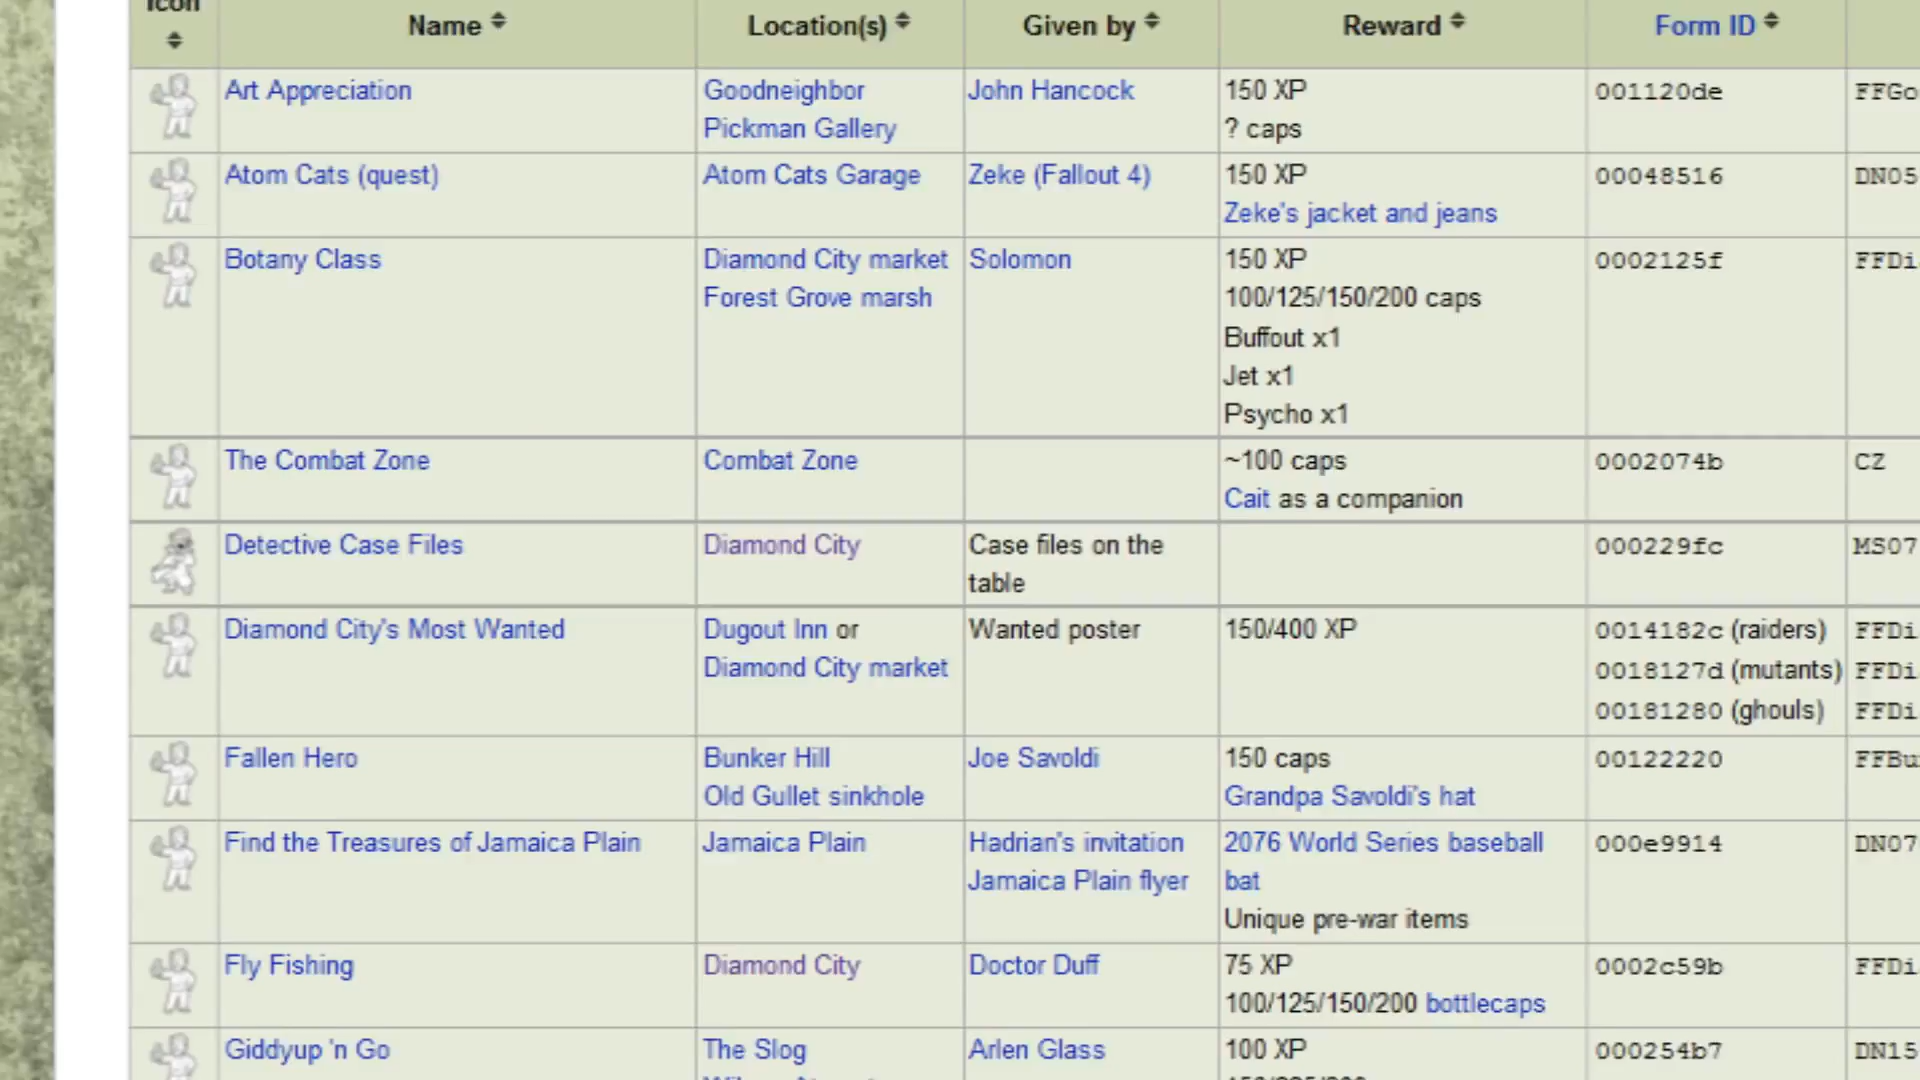 Icon
Name
Location(s)
Given by
Reward
Form ID
Art Appreciation
Goodneighbor
Pickman Gallery
John Hancock
150 XP
? caps
001120de
FFGo
Atom Cats (quest)
Atom Cats Garage
Zeke (Fallout 4)
150 XP
Zeke's jacket and jeans
00048516
DN05
Botany Class
Diamond City market
Forest Grove marsh
Solomon
150 XP
100/125/150/200 caps
Buffout x1
Jet x1
Psycho x1
0002125f
FFDi
The Combat Zone
Combat Zone
~100 caps
Cait as a companion
0002074b
CZ
Detective Case Files
Diamond City
Case files on the
table
000229fc
MS07
Diamond City's Most Wanted
Dugout Inn or
Diamond City market
Wanted poster
150/400 XP
0014182c (raiders)
0018127d (mutants)
00181280 (ghouls)
FFDi
FFDi
FFDi
Fallen Hero
Bunker Hill
Old Gullet sinkhole
Joe Savoldi
150 caps
Grandpa Savoldi's hat
00122220
FFBu
Find the Treasures of Jamaica Plain
Jamaica Plain
Hadrian's invitation
Jamaica Plain flyer
2076 World Series baseball
bat
Unique pre-war items
000e9914
DN07
Fly Fishing
Diamond City
Doctor Duff
75 XP
100/125/150/200 bottlecaps
0002c59b
FFDi
Giddyup 'n Go
The Slog
Arlen Glass
100 XP
000254b7
DN15